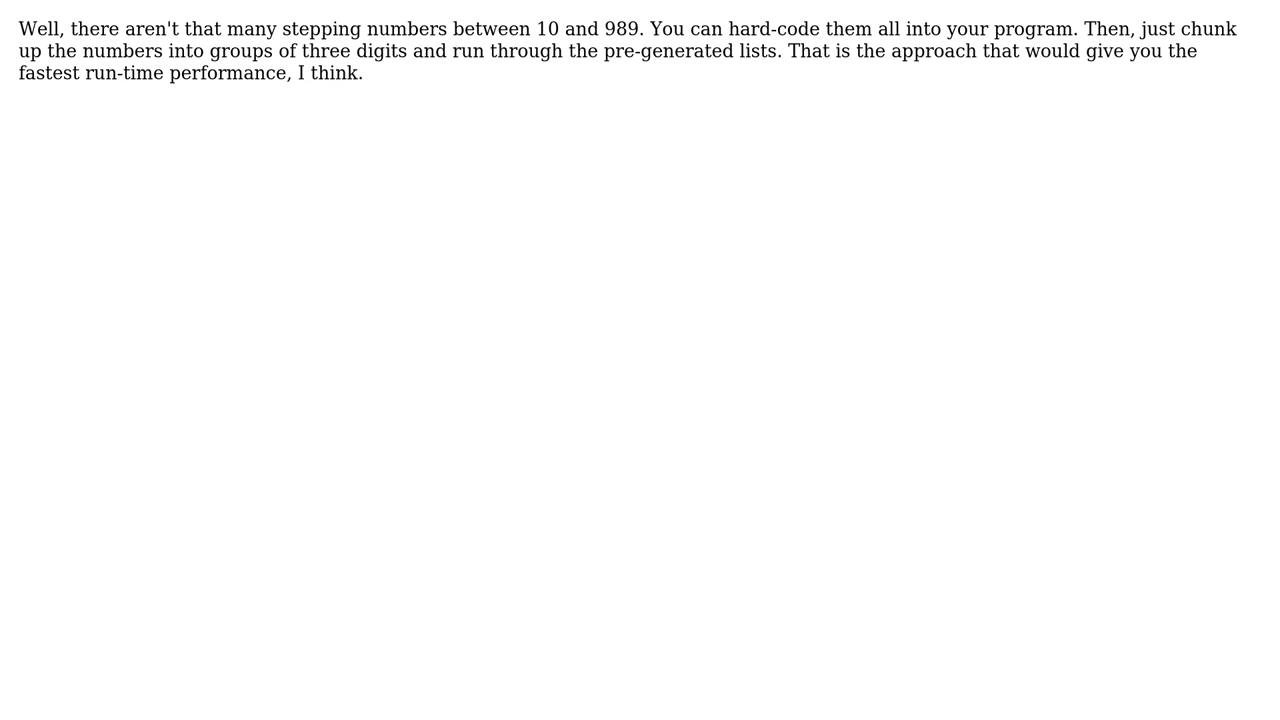 Well, there aren't that many stepping numbers between 10 and 989. You can hard-code them all into your program. Then, just chunk
up the numbers into groups of three digits and run through the pre-generated lists. That is the approach that would give you the
fastest run-time performance, I think.